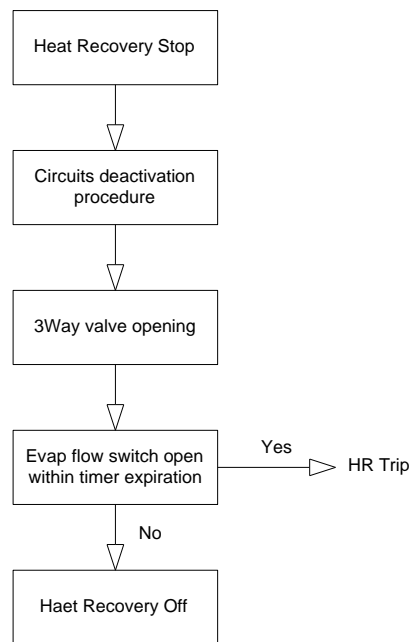 Heat Recovery Stop
Circuits deactivation
procedure
3Way valve opening
Evap flow switch open
within timer expiration
Yes
HR Trip
No
Haet Recovery Off